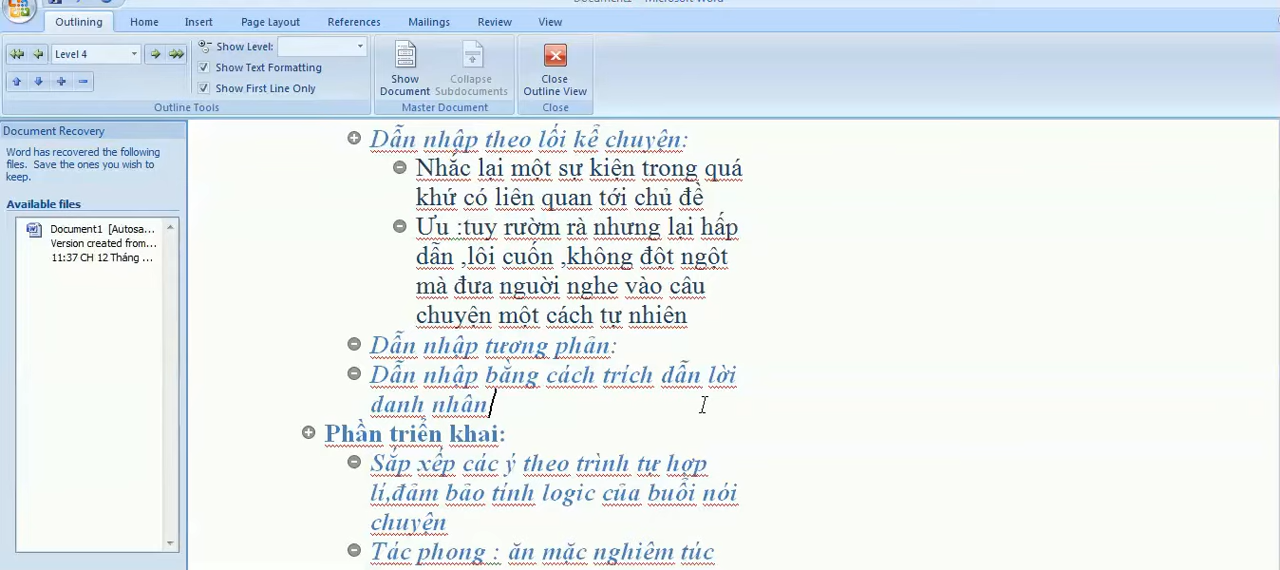 Outlining Home Insert Page Layout References Mailings Review View
Level 4 Show Level:
Show Text Formatting
Show First Line Only
Outline Tools
Show Document
Collapse Subdocuments
Master Document
Close Outline View
Close
Document Recovery
Word has recovered the following
files. Save the ones you wish to
keep.
Available files
Document1 [Autosa...
Version created from...
11:37 CH 12 Tháng ...
Dẫn nhập theo lối kể chuyện:
Nhắc lại một sự kiện trong quá
khứ có liên quan tới chủ đề
Ưu :tuy rườm rà nhưng lại hấp
dẫn ,lôi cuốn ,không đột ngột
mà đưa nguời nghe vào câu
chuyện một cách tự nhiên
Dẫn nhập tương phản:
Dẫn nhập bằng cách trích dẫn lời
danh nhân
Phần triển khai:
Sắp xếp các ý theo trình tự hợp
lí,đảm bảo tính logic của buổi nói
chuyện
Tác phong : ăn mặc nghiêm túc